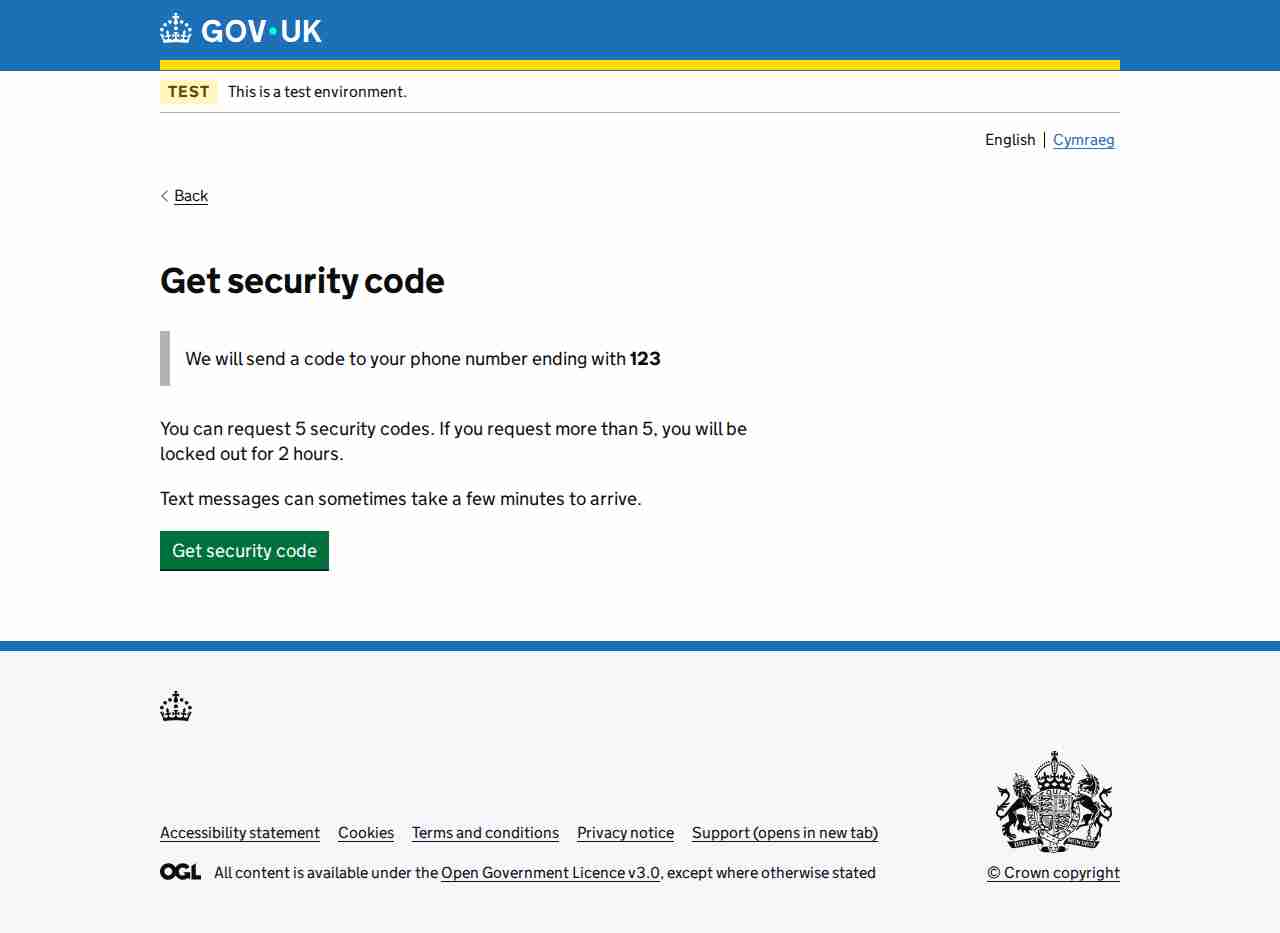 GOV•UK
TEST This is a test environment.
English Cymraeg
Back
Get security code
We will send a code to your phone number ending with 123
You can request 5 security codes. If you request more than 5, you will be
locked out for 2 hours.
Text messages can sometimes take a few minutes to arrive.
Get security code
Accessibility statement Cookies Terms and conditions Privacy notice Support (opens in new tab)
OGL All content is available under the Open Government Licence v3.0, except where otherwise stated
© Crown copyright